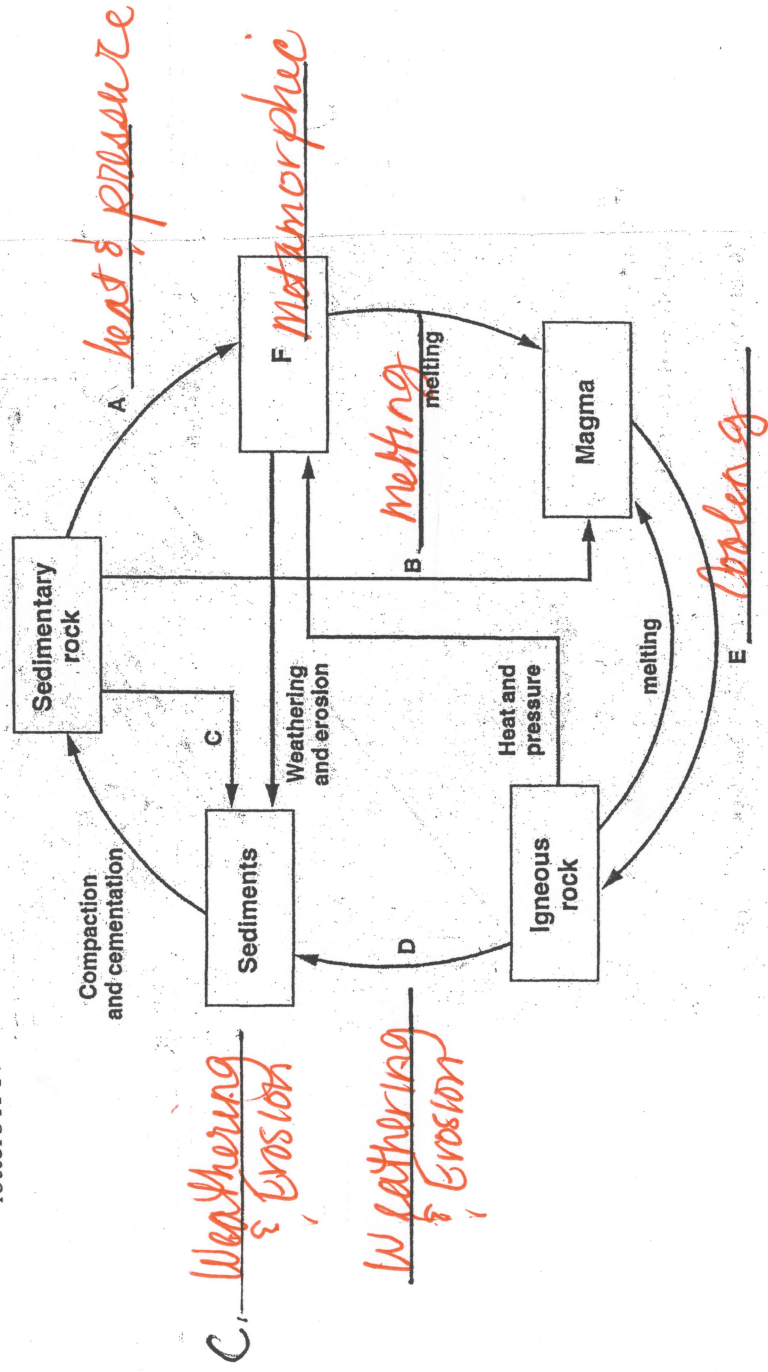 heat & pressure
A
Sedimentary
rock
Compaction
and cementation
C
F
Metamorphic
Sediments
Weathering
and erosion
B
melting
melting
C. Weathering
& Erosion
D
Weathering
& Erosion
Heat and
pressure
Magma
Igneous
rock
melting
E
Cooleng